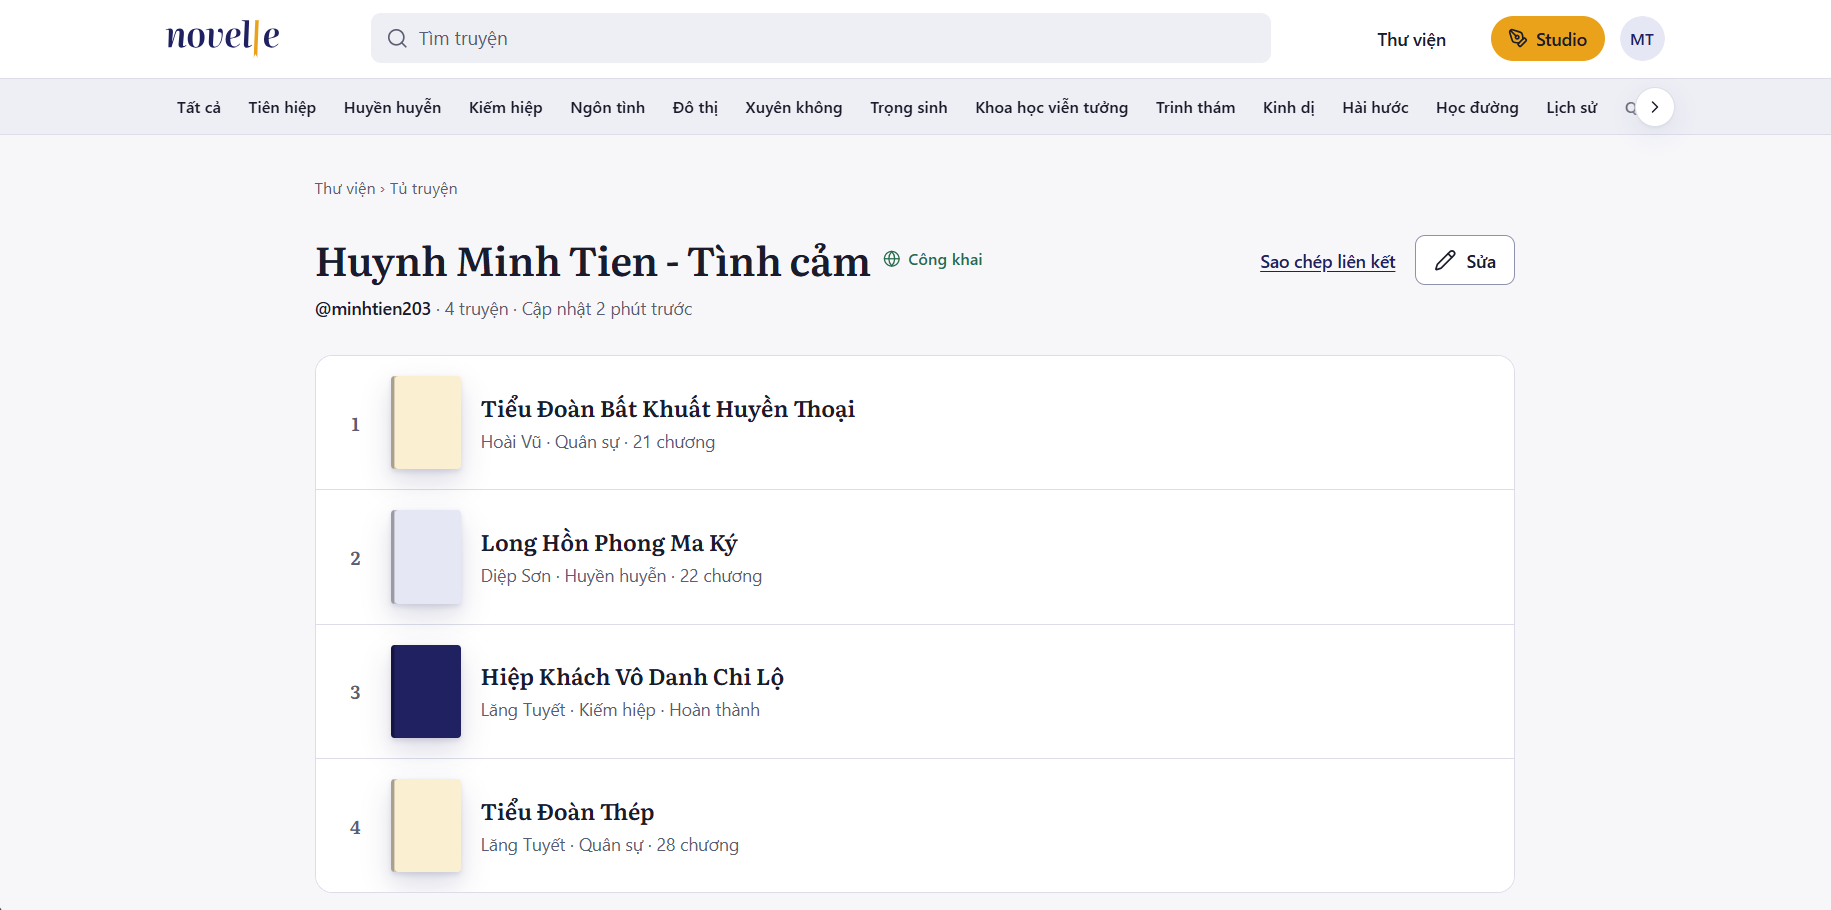 novelle
Tìm truyện
Thư viện
Studio
MT
Tất cả Tiên hiệp Huyền huyễn Kiếm hiệp Ngôn tình Đô thị Xuyên không Trọng sinh Khoa học viễn tưởng Trinh thám Kinh dị Hài hước Học đường Lịch sử
Thư viện › Tủ truyện
Huynh Minh Tien - Tình cảm
Công khai
Sao chép liên kết
Sửa
@minhtien203 · 4 truyện · Cập nhật 2 phút trước
1
Tiểu Đoàn Bất Khuất Huyền Thoại
Hoài Vũ · Quân sự · 21 chương
2
Long Hồn Phong Ma Ký
Diệp Sơn · Huyền huyễn · 22 chương
3
Hiệp Khách Vô Danh Chi Lộ
Lăng Tuyết · Kiếm hiệp · Hoàn thành
4
Tiểu Đoàn Thép
Lăng Tuyết · Quân sự · 28 chương